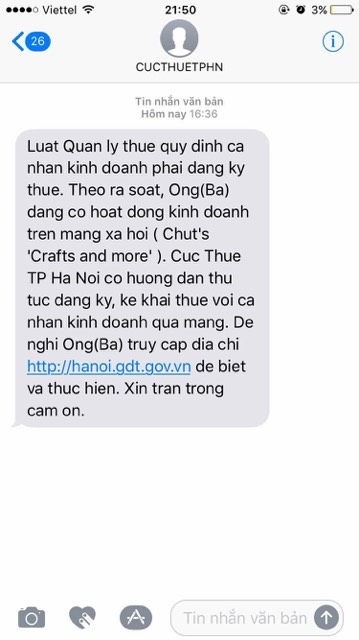 Viettel 21:50 3%
26
CUCTHUETPHN
Tin nhắn văn bản
Hôm nay 16:36
Luat Quan ly thue quy dinh ca
nhan kinh doanh phai dang ky
thue. Theo ra soat, Ong(Ba)
dang co hoat dong kinh doanh
tren mang xa hoi ( Chut's
'Crafts and more' ). Cuc Thue
TP Ha Noi co huong dan thu
tuc dang ky, ke khai thue voi ca
nhan kinh doanh qua mang. De
nghi Ong(Ba) truy cap dia chi
http://hanoi.gdt.gov.vn de biet
va thuc hien. Xin tran trong
cam on.
Tin nhắn văn bản